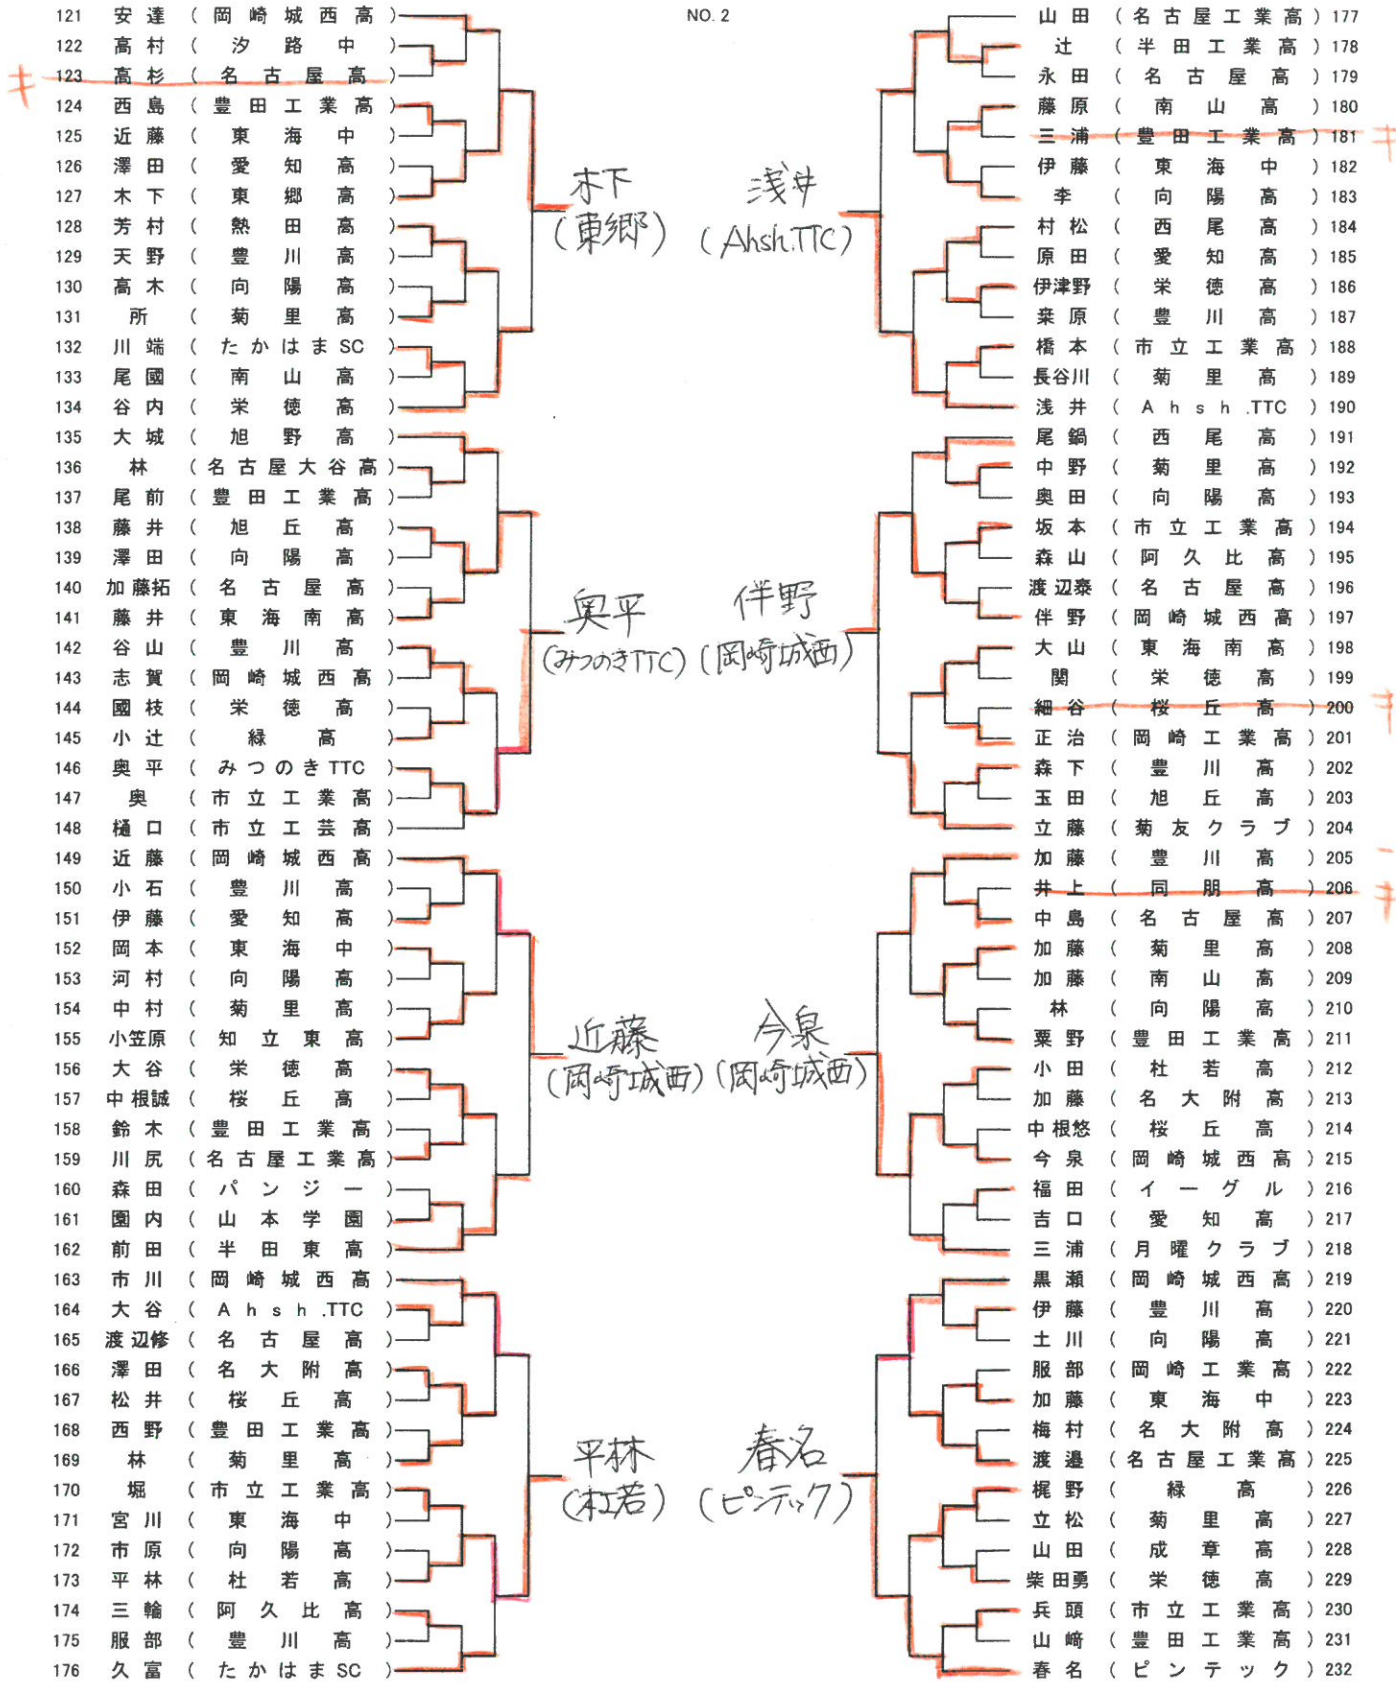 NO. 2
121 安達 (岡崎城西高)
122 高村 (汐路中)
123 高杉 (名古屋高)
124 西島 (豊田工業高)
125 近藤 (東海中)
126 澤田 (愛知高)
127 木下 (東郷高)
128 芳村 (熱田高)
129 天野 (豊川高)
130 高木 (向陽高)
131 所 (菊里高)
132 川端 (たかはまSC)
133 尾國 (南山高)
134 谷内 (栄徳高)
135 大城 (旭野高)
136 林 (名古屋大谷高)
137 尾前 (豊田工業高)
138 藤井 (旭丘高)
139 澤田 (向陽高)
140 加藤拓 (名古屋高)
141 藤井 (東海南高)
142 谷山 (豊川高)
143 志賀 (岡崎城西高)
144 國枝 (栄徳高)
145 小辻 (緑高)
146 奥平 (みつのきTTC)
147 奥 (市立工業高)
148 樋口 (市立工芸高)
149 近藤 (岡崎城西高)
150 小石 (豊川高)
151 伊藤 (愛知高)
152 岡本 (東海中)
153 河村 (向陽高)
154 中村 (菊里高)
155 小笠原 (知立東高)
156 大谷 (栄徳高)
157 中根誠 (桜丘高)
158 鈴木 (豊田工業高)
159 川尻 (名古屋工業高)
160 森田 (パンジー)
161 園内 (山本学園)
162 前田 (半田東高)
163 市川 (岡崎城西高)
164 大谷 (Ahsh.TTC)
165 渡辺修 (名古屋高)
166 澤田 (名大附高)
167 松井 (桜丘高)
168 西野 (豊田工業高)
169 林 (菊里高)
170 堀 (市立工業高)
171 宮川 (東海中)
172 市原 (向陽高)
173 平林 (杜若高)
174 三輪 (阿久比高)
175 服部 (豊川高)
176 久富 (たかはまSC)
木下
(東郷)
奥平
(みつのきTTC)
近藤
(岡崎城西)
平林
(杜若)
浅井
(Ahsh.TTC)
伴野
(岡崎城西)
今泉
(岡崎城西)
春名
(ピンテック)
山田 (名古屋工業高) 177
辻 (半田工業高) 178
永田 (名古屋高) 179
藤原 (南山高) 180
三浦 (豊田工業高) 181
伊藤 (東海中) 182
李 (向陽高) 183
村松 (西尾高) 184
原田 (愛知高) 185
伊津野 (栄徳高) 186
桒原 (豊川高) 187
橋本 (市立工業高) 188
長谷川 (菊里高) 189
浅井 (Ahsh.TTC) 190
尾鍋 (西尾高) 191
中野 (菊里高) 192
奥田 (向陽高) 193
坂本 (市立工業高) 194
森山 (阿久比高) 195
渡辺泰 (名古屋高) 196
伴野 (岡崎城西高) 197
大山 (東海南高) 198
関 (栄徳高) 199
細谷 (桜丘高) 200
正治 (岡崎工業高) 201
森下 (豊川高) 202
玉田 (旭丘高) 203
立藤 (菊友クラブ) 204
加藤 (豊川高) 205
井上 (同朋高) 206
中島 (名古屋高) 207
加藤 (菊里高) 208
加藤 (南山高) 209
林 (向陽高) 210
粟野 (豊田工業高) 211
小田 (杜若高) 212
加藤 (名大附高) 213
中根悠 (桜丘高) 214
今泉 (岡崎城西高) 215
福田 (イーグル) 216
吉口 (愛知高) 217
三浦 (月曜クラブ) 218
黒瀬 (岡崎城西高) 219
伊藤 (豊川高) 220
土川 (向陽高) 221
服部 (岡崎工業高) 222
加藤 (東海中) 223
梅村 (名大附高) 224
渡邉 (名古屋工業高) 225
梶野 (緑高) 226
立松 (菊里高) 227
山田 (成章高) 228
柴田勇 (栄徳高) 229
兵頭 (市立工業高) 230
山﨑 (豊田工業高) 231
春名 (ピンテック) 232